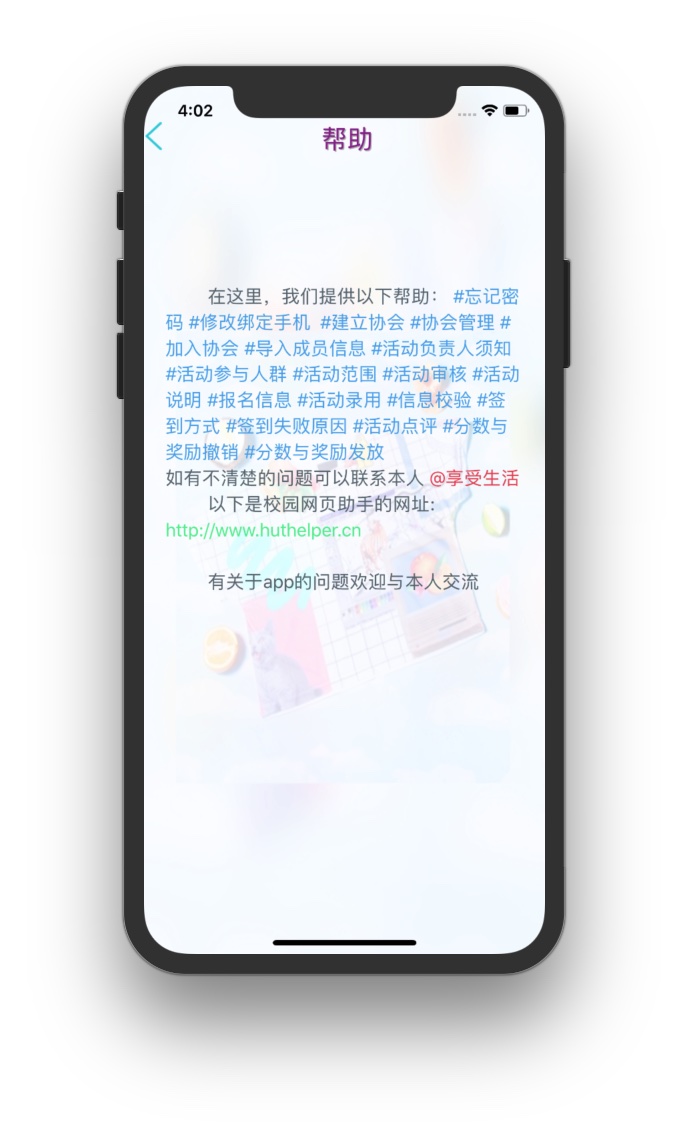 4:02
帮助
在这里，我们提供以下帮助： #忘记密
码 #修改绑定手机 #建立协会 #协会管理 #
加入协会 #导入成员信息 #活动负责人须知
#活动参与人群 #活动范围 #活动审核 #活动
说明 #报名信息 #活动录用 #信息校验 #签
到方式 #签到失败原因 #活动点评 #分数与
奖励撤销 #分数与奖励发放
如有不清楚的问题可以联系本人 @享受生活
以下是校园网页助手的网址:
http://www.huthelper.cn
有关于app的问题欢迎与本人交流